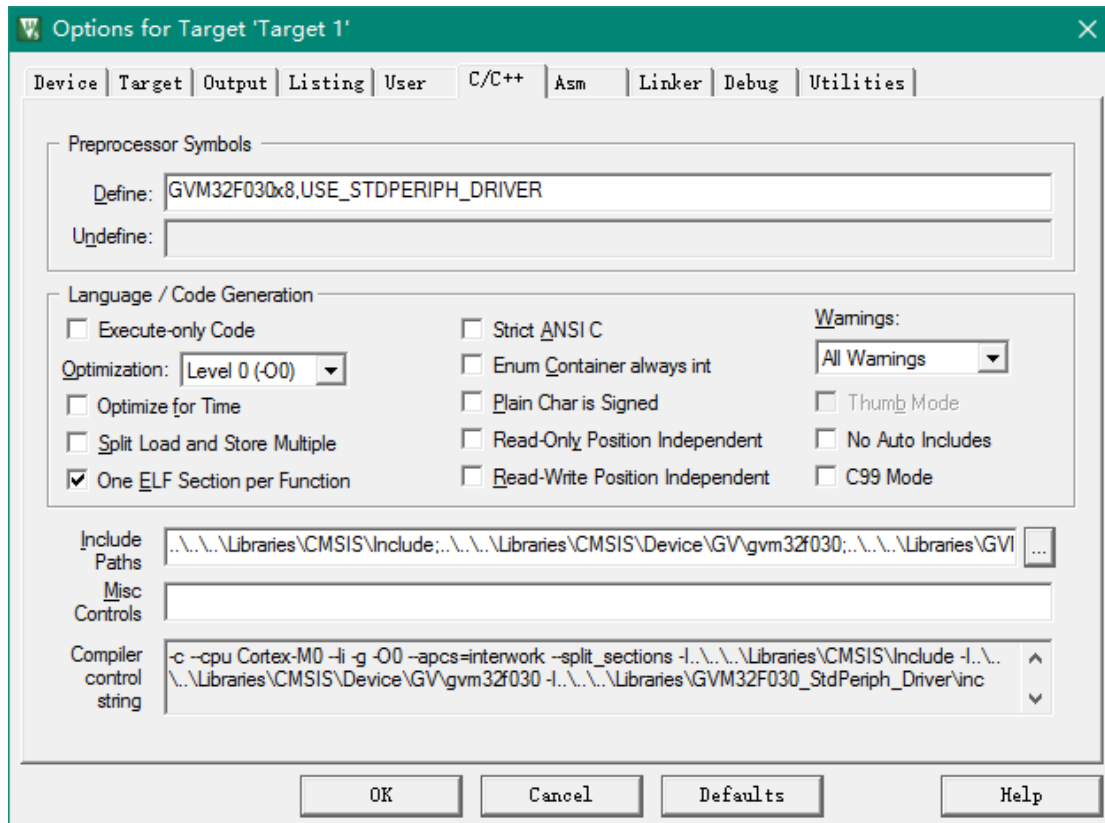 Options for Target 'Target 1'
Device Target Output Listing User C/C++ Asm Linker Debug Utilities
Preprocessor Symbols
Define: GVM32F030x8,USE_STDPERIPH_DRIVER
Undefine:
Language / Code Generation
Execute-only Code
Optimization: Level 0 (-O0)
Optimize for Time
Split Load and Store Multiple
One ELF Section per Function
Strict ANSI C
Enum Container always int
Plain Char is Signed
Read-Only Position Independent
Read-Write Position Independent
Warnings:
All Warnings
Thumb Mode
No Auto Includes
C99 Mode
Include
Paths
..\..\..\Libraries\CMSIS\Include;..\..\..\Libraries\CMSIS\Device\GV\gvm32f030;..\..\..\Libraries\GVI
...
Misc
Controls
Compiler
control
string
-c --cpu Cortex-M0 --li -g -O0 --apcs=interwork --split_sections -I..\..\..\Libraries\CMSIS\Include -I..\..
\..\Libraries\CMSIS\Device\GV\gvm32f030 -I..\..\..\Libraries\GVM32F030_StdPeriph_Driver\inc
OK Cancel Defaults Help